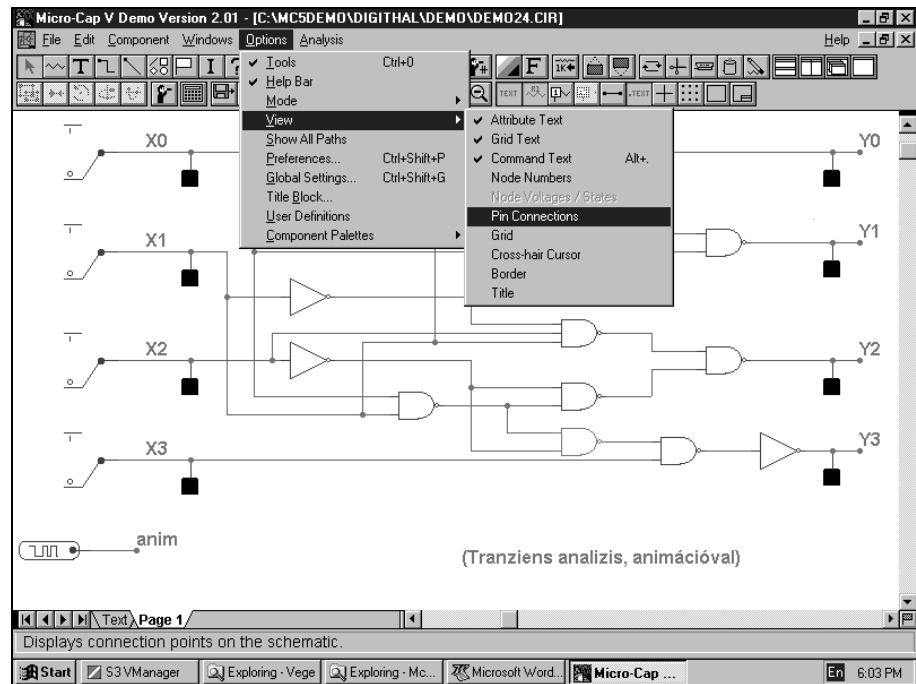 Micro-Cap V Demo Version 2.01 - [C:\MC5DEMO\DIGITHAL\DEMO\DEMO24.CIR]
File Edit Component Windows Options Analysis Help
Tools Ctrl+0
Help Bar
Mode
View
Show All Paths
Preferences... Ctrl+Shift+P
Global Settings... Ctrl+Shift+G
Title Block...
User Definitions
Component Palettes
Attribute Text
Grid Text
Command Text Alt+.
Node Numbers
Node Voltages / States
Pin Connections
Grid
Cross-hair Cursor
Border
Title
X0 Y0
X1 Y1
X2 Y2
X3 Y3
anim
(Tranziens analizis, animációval)
Text Page 1
Displays connection points on the schematic.
Start S3 VManager Exploring - Vege Exploring - Mc... Microsoft Word... Micro-Cap ... En 6:03 PM